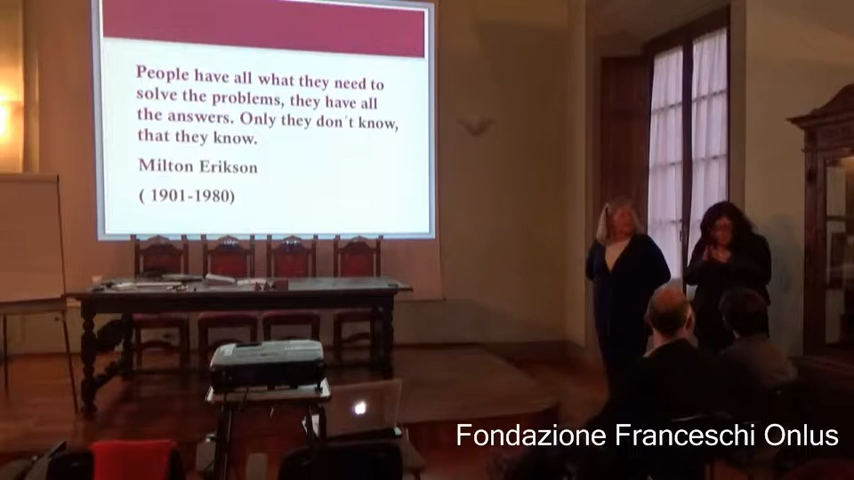 People have all what they need to
solve the problems, they have all
the answers. Only they don´t know,
that they know.
Milton Erikson
( 1901-1980)
Fondazione Franceschi Onlus